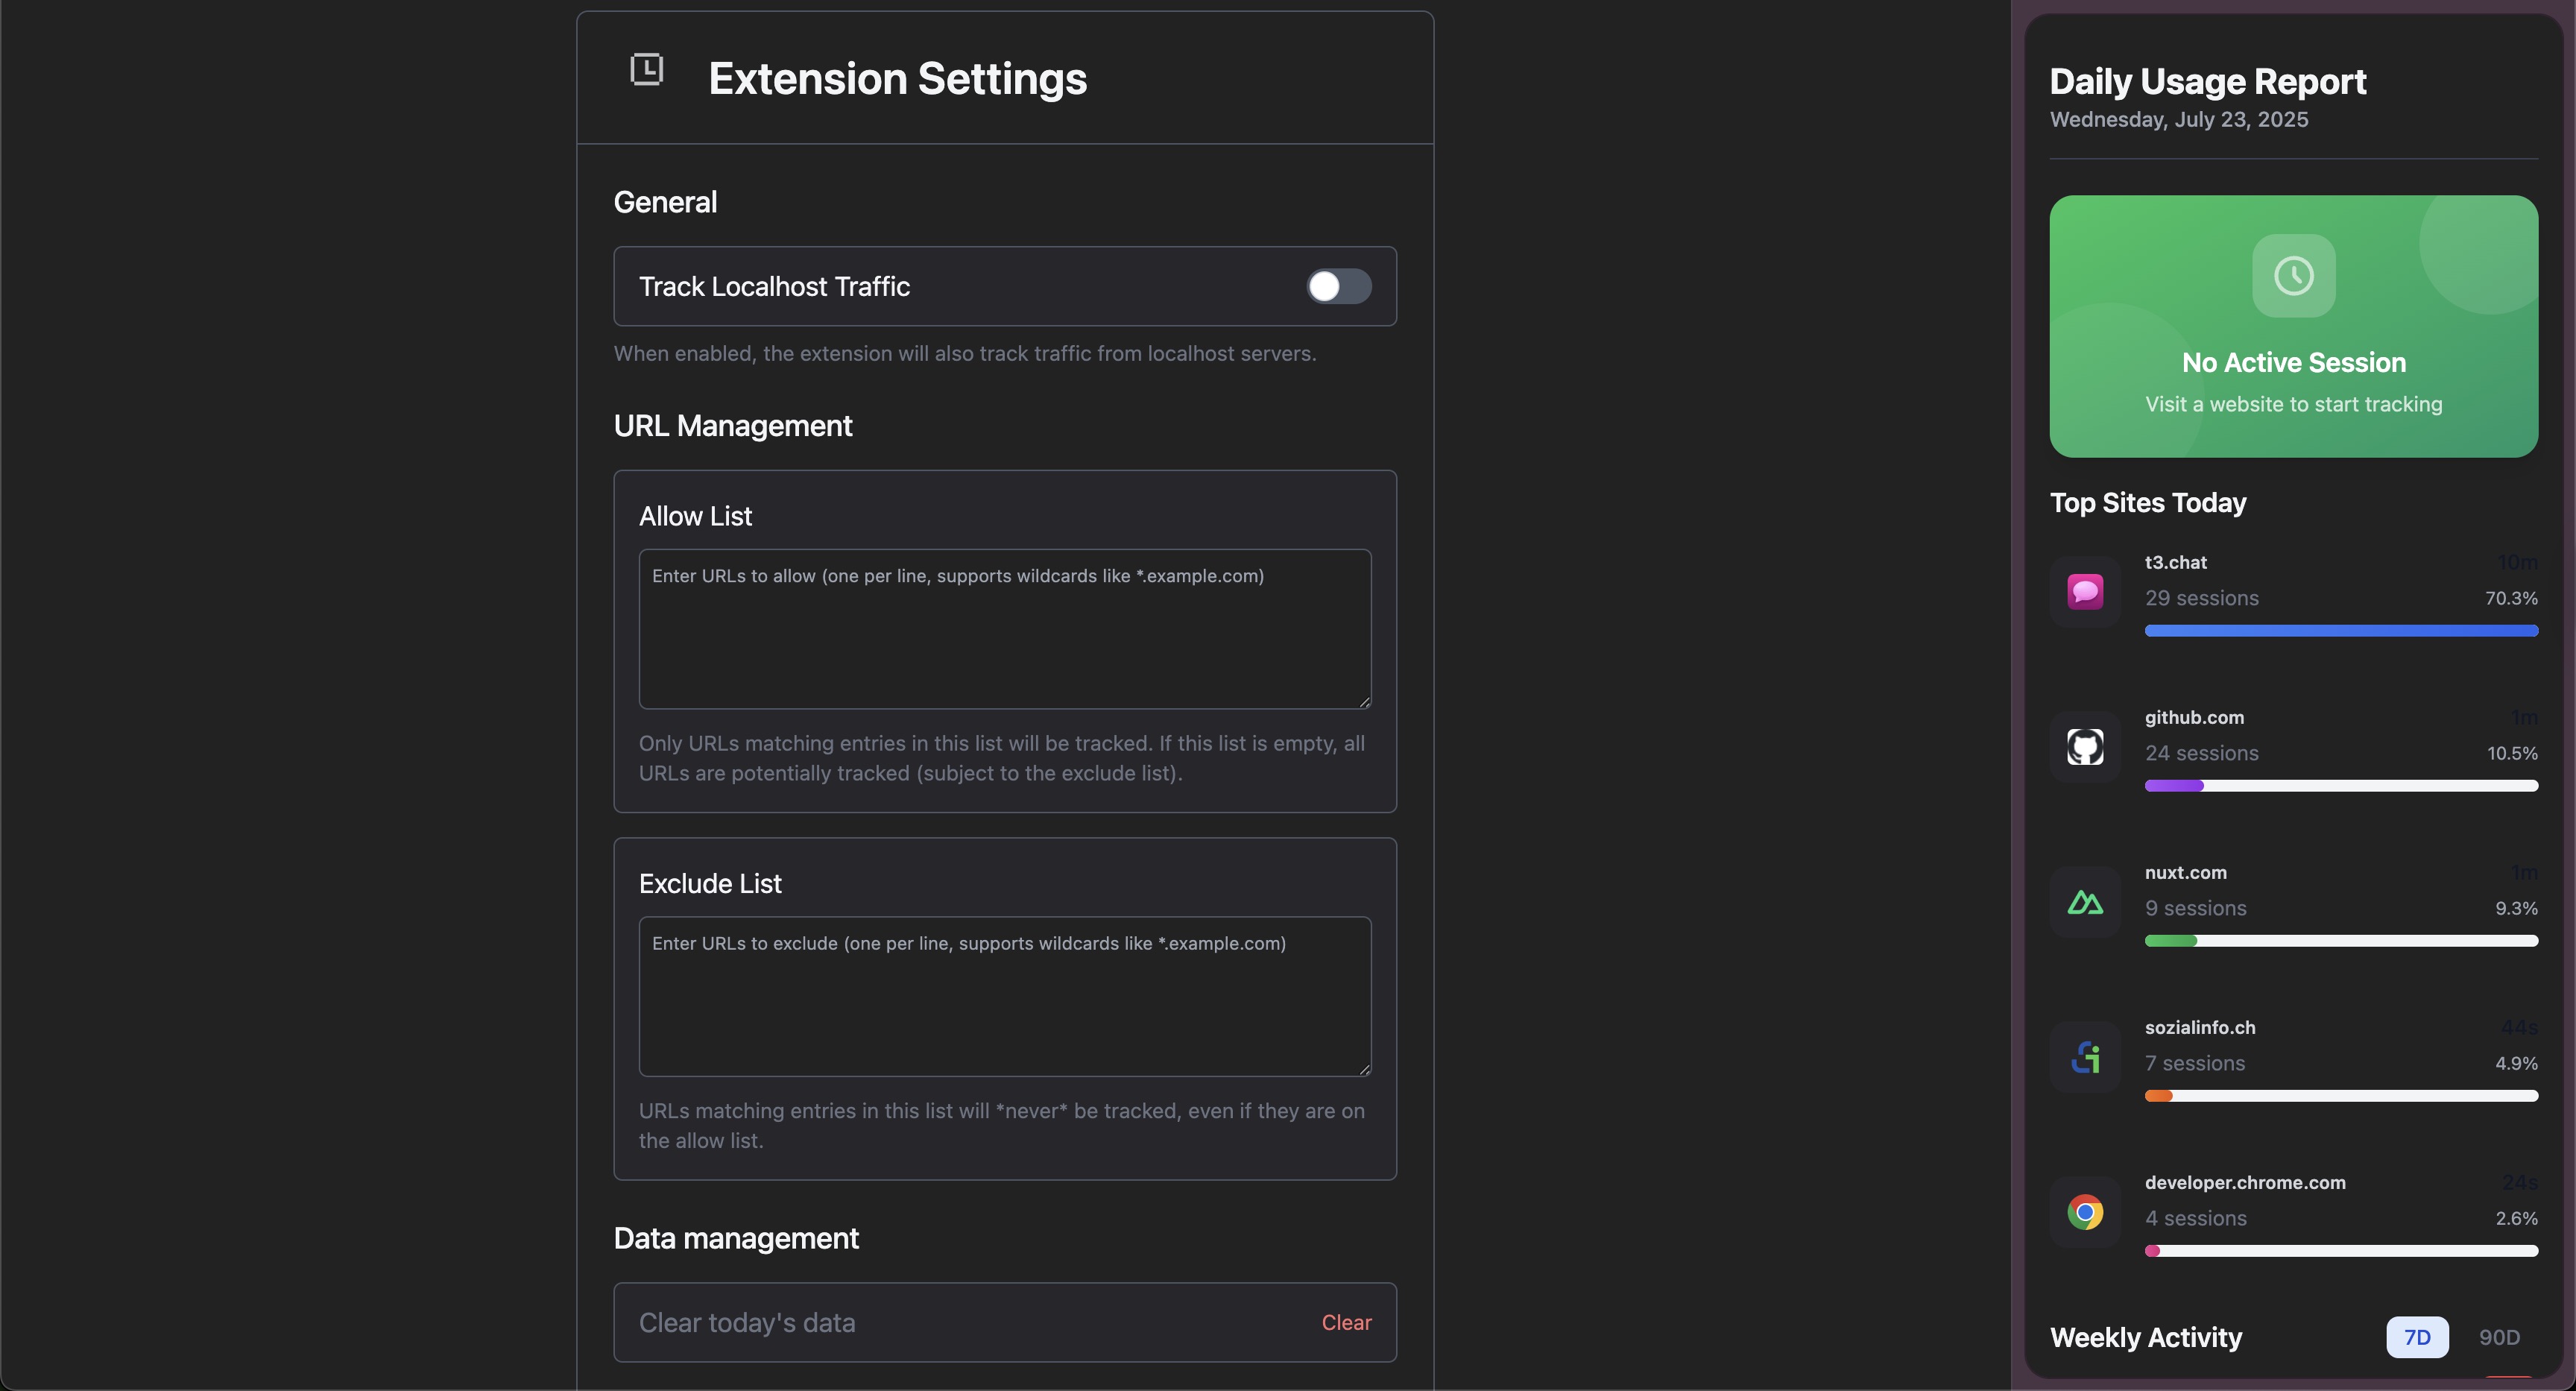 Extension Settings
General
Track Localhost Traffic
When enabled, the extension will also track traffic from localhost servers.
URL Management
Allow List
Enter URLs to allow (one per line, supports wildcards like *.example.com)
Only URLs matching entries in this list will be tracked. If this list is empty, all
URLs are potentially tracked (subject to the exclude list).
Exclude List
Enter URLs to exclude (one per line, supports wildcards like *.example.com)
URLs matching entries in this list will *never* be tracked, even if they are on
the allow list.
Data management
Clear today's data Clear
Daily Usage Report
Wednesday, July 23, 2025
No Active Session
Visit a website to start tracking
Top Sites Today
t3.chat 10m
29 sessions 70.3%
github.com 1m
24 sessions 10.5%
nuxt.com 1m
9 sessions 9.3%
sozialinfo.ch 44s
7 sessions 4.9%
developer.chrome.com 24s
4 sessions 2.6%
Weekly Activity 7D 90D